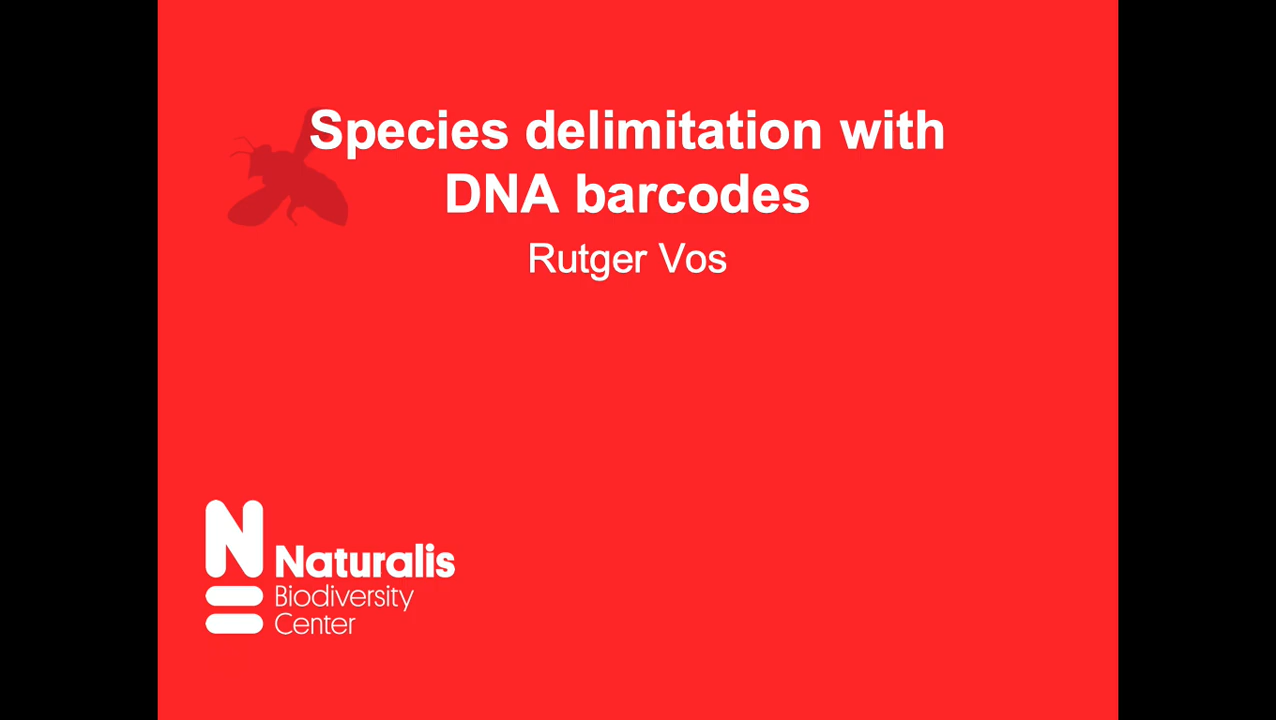 Species delimitation with
DNA barcodes
Rutger Vos
N
Naturalis
Biodiversity
Center